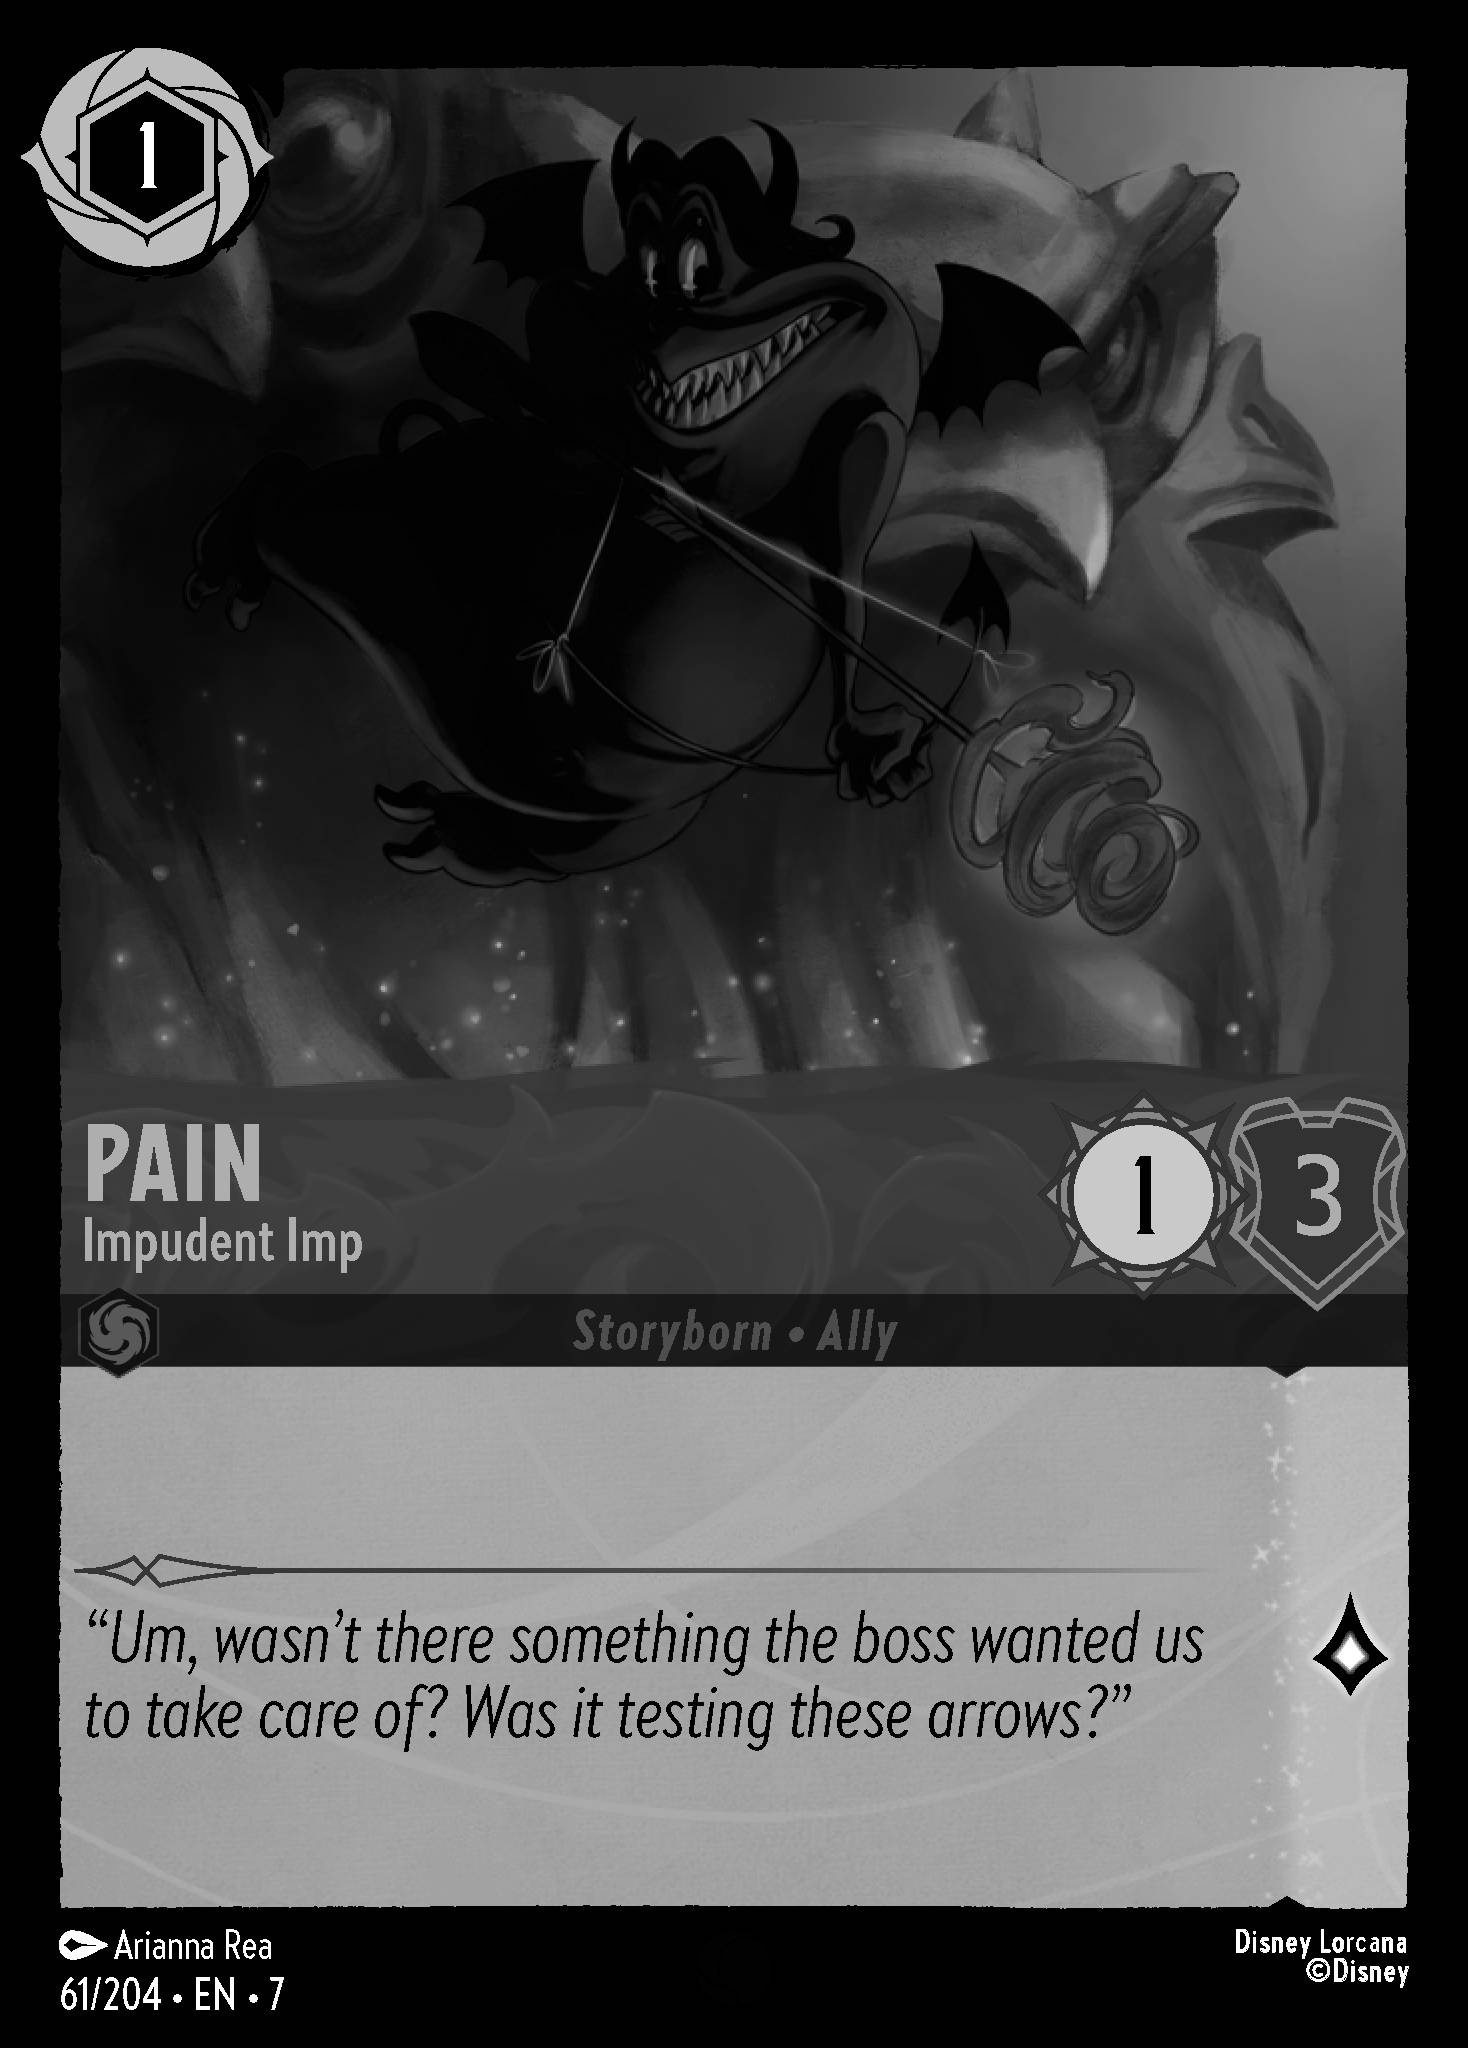 1
PAIN
Impudent Imp
1 3
Storyborn • Ally
“Um, wasn’t there something the boss wanted us
to take care of? Was it testing these arrows?”
Arianna Rea
61/204 • EN • 7
Disney Lorcana
©Disney